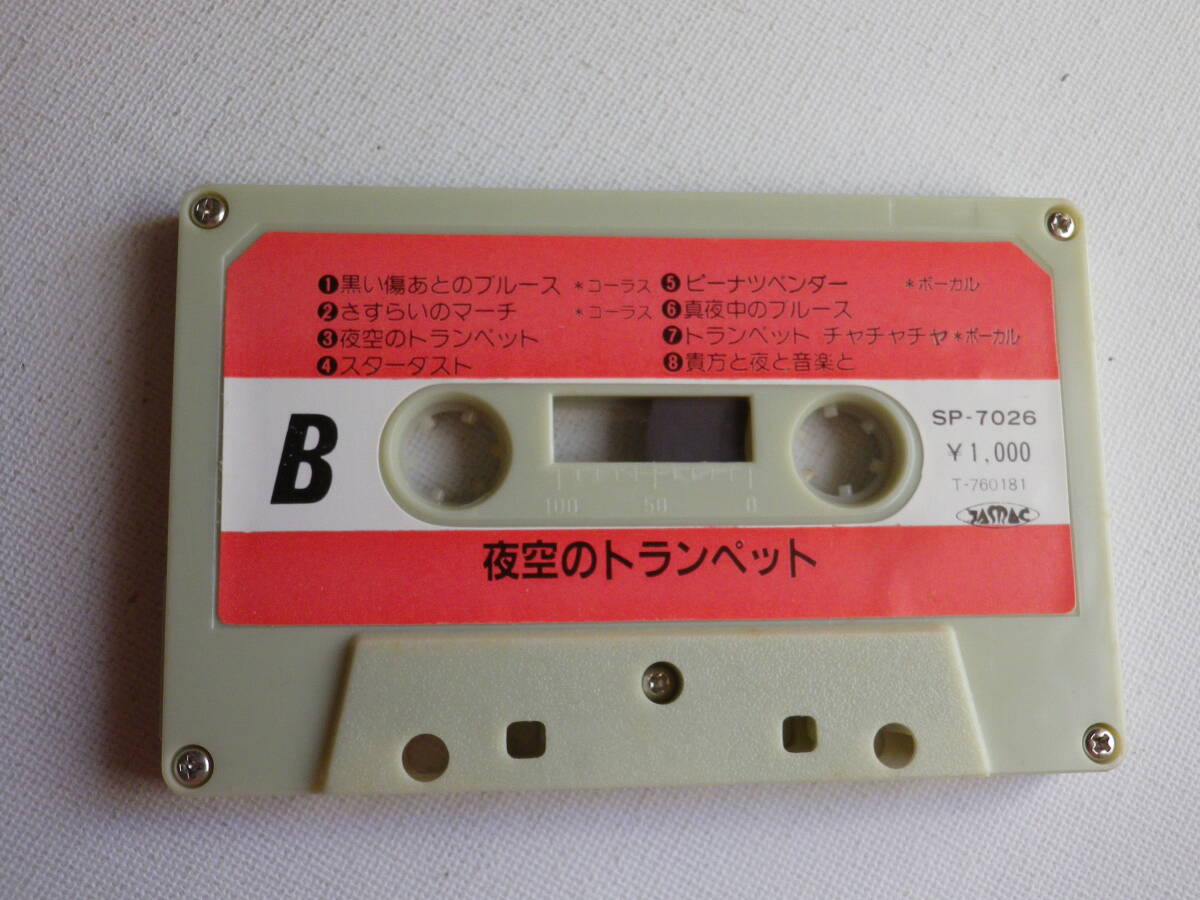 ❶黒い傷あとのブルース *コーラス
❷さすらいのマーチ *コーラス
❸夜空のトランペット
❹スターダスト
❺ピーナツベンダー *ボーカル
❻真夜中のブルース
❼トランペット チャチャチャ *ボーカル
❽貴方と夜と音楽と
B
SP-7026
¥1,000
T-760181
JASRAC
100 50 0
夜空のトランペット